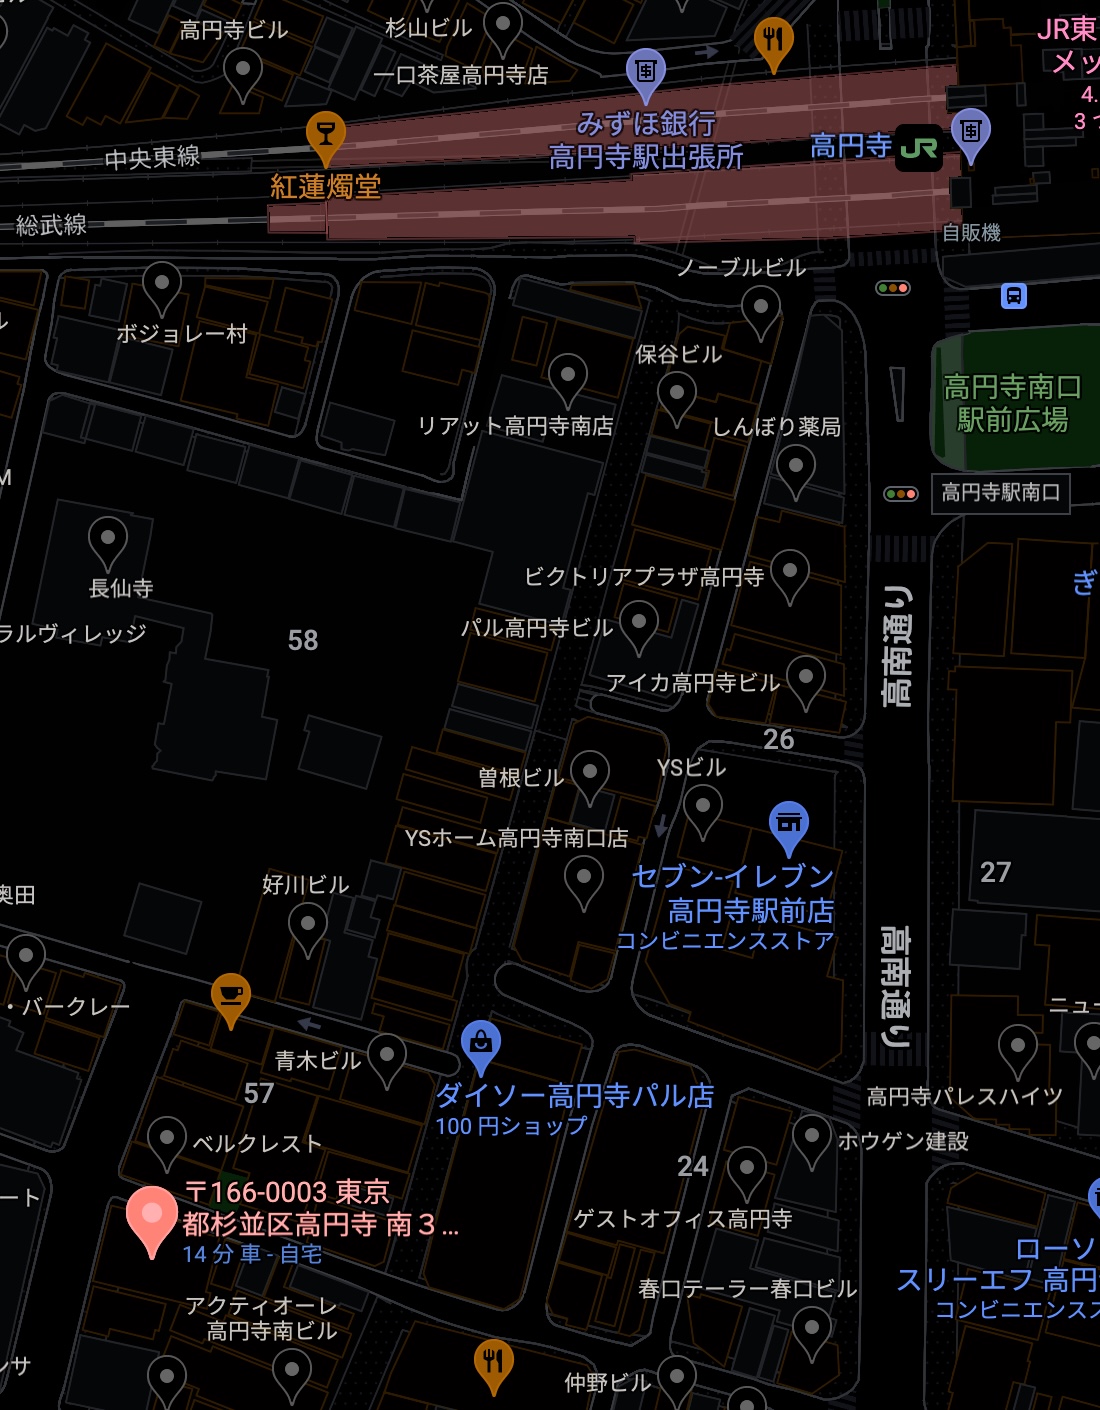 高円寺ビル
杉山ビル
一口茶屋高円寺店
JR東
メッ
4.
3つ
みずほ銀行
高円寺駅出張所
高円寺
JR
中央東線
紅蓮燭堂
総武線
自販機
ノーブルビル
ボジョレー村
保谷ビル
高円寺南口
駅前広場
リアット高円寺南店
しんぼり薬局
M
高円寺駅南口
長仙寺
ビクトリアプラザ高円寺
ぎ
ラルヴィレッジ
58
パル高円寺ビル
高南通り
アイカ高円寺ビル
26
曽根ビル
YSビル
YSホーム高円寺南口店
セブン-イレブン
高円寺駅前店
コンビニエンスストア
27
奥田
好川ビル
高南通り
・バークレー
ニュー
青木ビル
57
ダイソー高円寺パル店
100 円ショップ
高円寺パレスハイツ
ベルクレスト
ホウゲン建設
24
〒166-0003 東京
都杉並区高円寺 南３...
14 分 車 - 自宅
ート
ゲストオフィス高円寺
ローソ
スリーエフ 高円
コンビニエンスス
春口テーラー春口ビル
アクティオーレ
高円寺南ビル
ンサ
仲野ビル